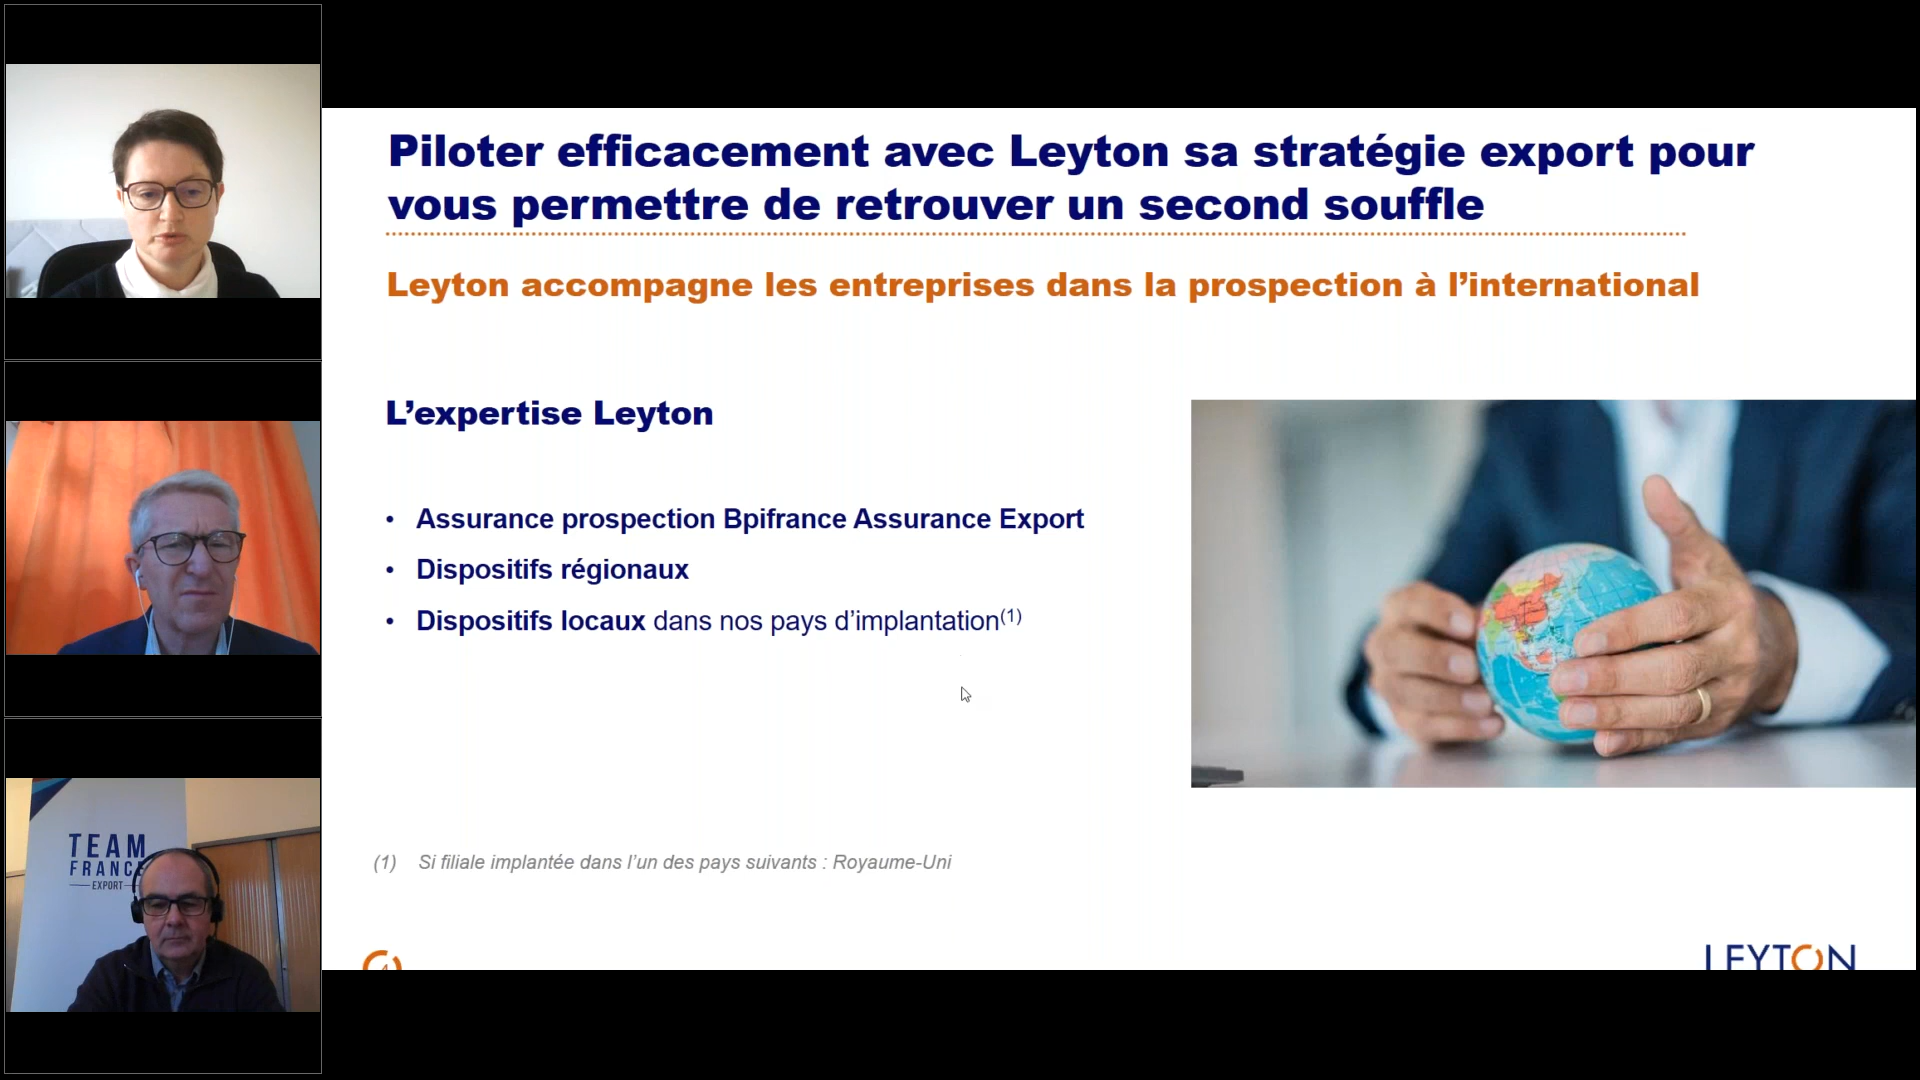 Piloter efficacement avec Leyton sa stratégie export pour
vous permettre de retrouver un second souffle
Leyton accompagne les entreprises dans la prospection à l’international
L’expertise Leyton
• Assurance prospection Bpifrance Assurance Export
• Dispositifs régionaux
• Dispositifs locaux dans nos pays d’implantation(1)
(1) Si filiale implantée dans l’un des pays suivants : Royaume-Uni
LEYTON
TEAM
FRANCE
EXPORT